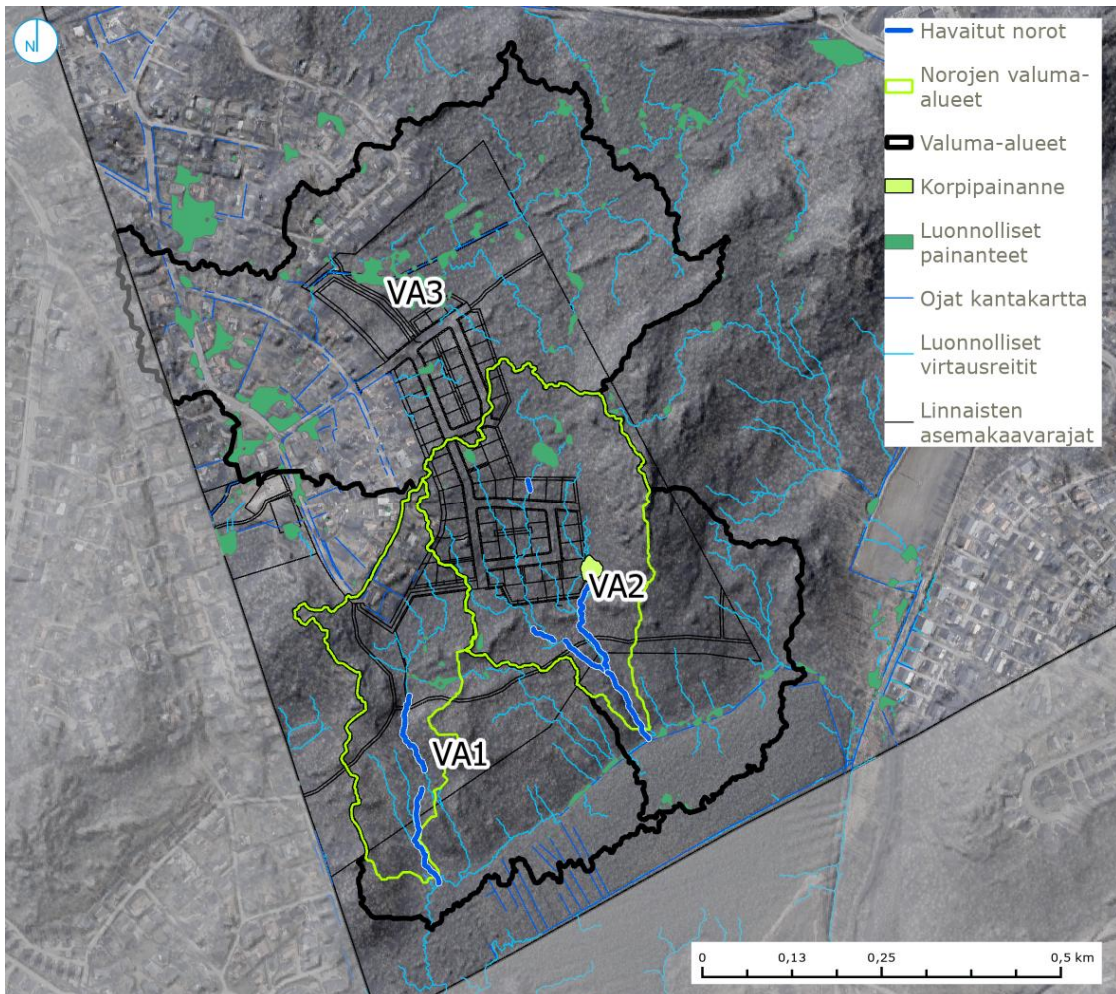 N
Havaitut norot
Norojen valuma-
alueet
Valuma-alueet
Korpipainanne
Luonnolliset
painanteet
Ojat kantakartta
Luonnolliset
virtausreitit
Linnaisten
asemakaavarajat
VA3
VA2
VA1
0 0,13 0,25 0,5 km